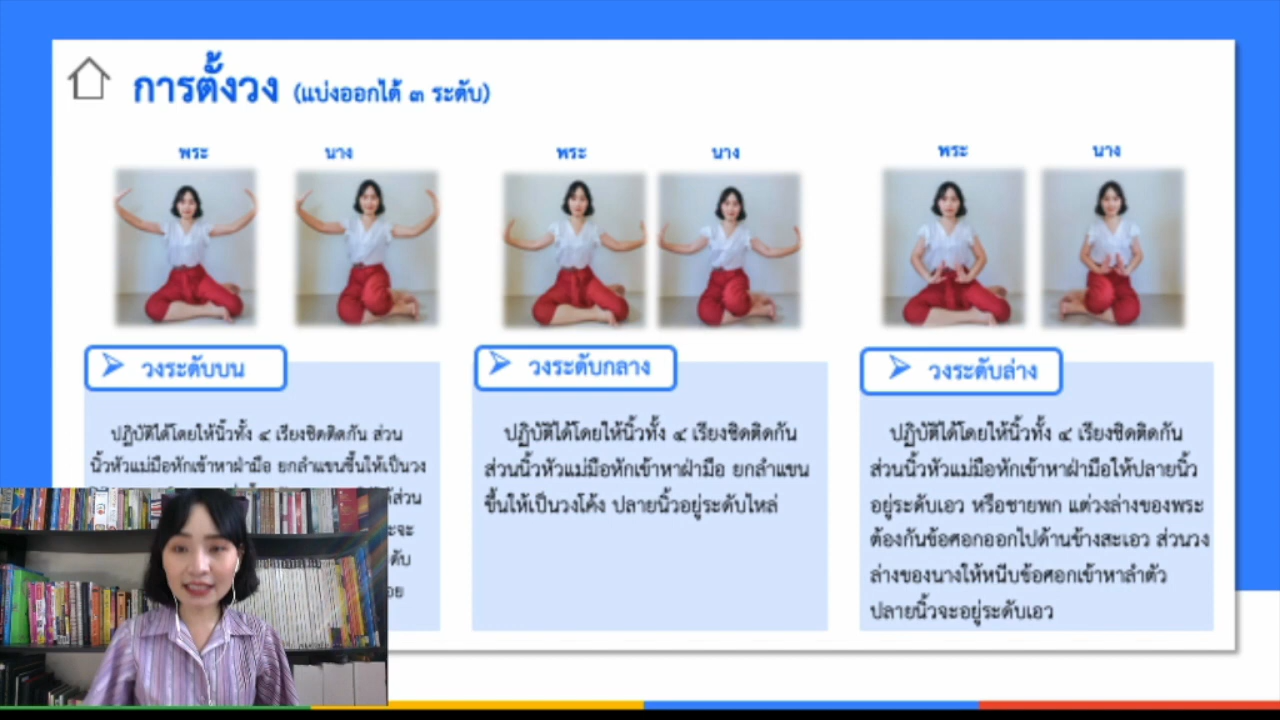 การตั้งวง (แบ่งออกได้ ๓ ระดับ)
พระ นาง
พระ นาง
พระ นาง
วงระดับบน
ปฏิบัติได้โดยให้นิ้วทั้ง ๔ เรียงชิดติดกัน ส่วน
นิ้วหัวแม่มือหักเข้าหาฝ่ามือ ยกลำแขนขึ้นให้เป็นวง
วงระดับกลาง
ปฏิบัติได้โดยให้นิ้วทั้ง ๔ เรียงชิดติดกัน
ส่วนนิ้วหัวแม่มือหักเข้าหาฝ่ามือ ยกลำแขน
ขึ้นให้เป็นวงโค้ง ปลายนิ้วอยู่ระดับไหล่
วงระดับล่าง
ปฏิบัติได้โดยให้นิ้วทั้ง ๔ เรียงชิดติดกัน
ส่วนนิ้วหัวแม่มือหักเข้าหาฝ่ามือให้ปลายนิ้ว
อยู่ระดับเอว หรือชายพก แต่วงล่างของพระ
ต้องกันข้อศอกออกไปด้านข้างสะเอว ส่วนวง
ล่างของนางให้หนีบข้อศอกเข้าหาลำตัว
ปลายนิ้วจะอยู่ระดับเอว